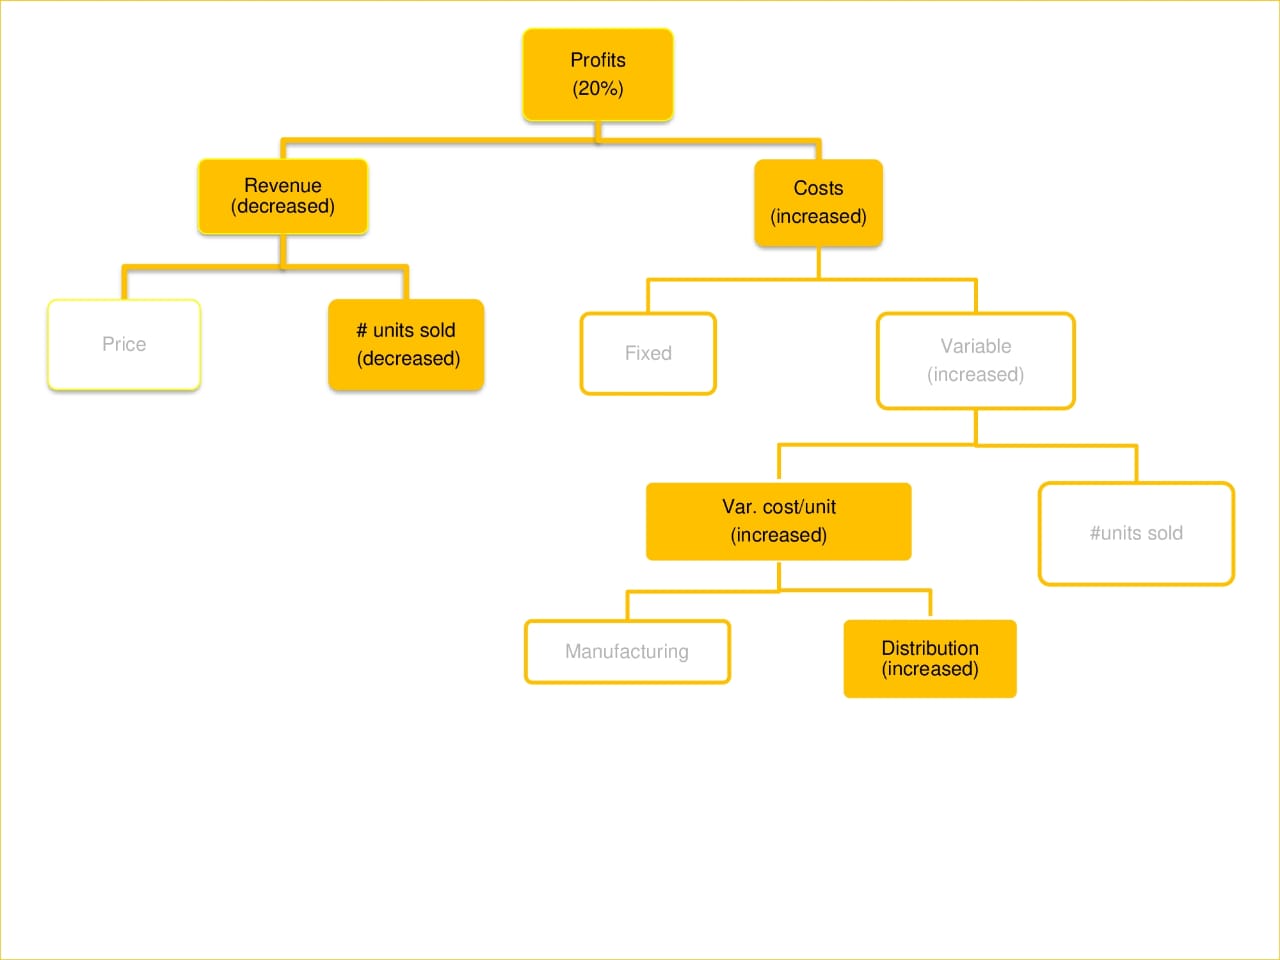 Profits
(20%)
Revenue
(decreased)
Costs
(increased)
Price
# units sold
(decreased)
Fixed
Variable
(increased)
Var. cost/unit
(increased)
#units sold
Manufacturing
Distribution
(increased)